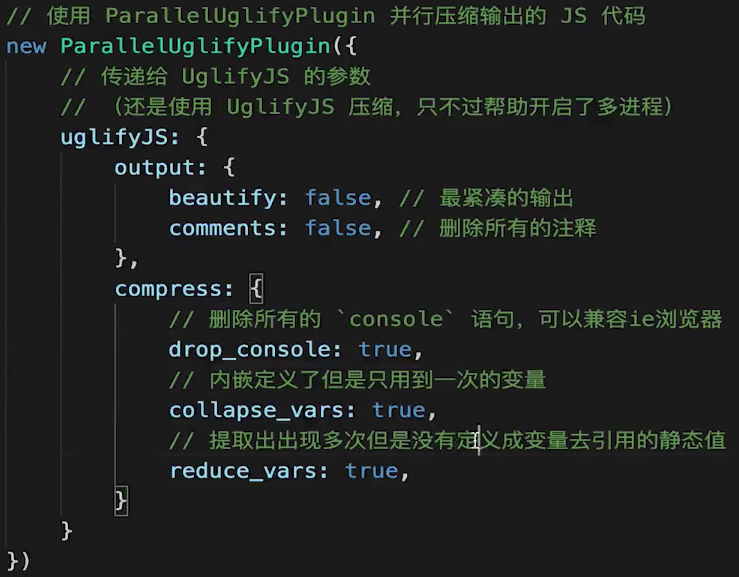 // 使用 ParallelUglifyPlugin 并行压缩输出的 JS 代码
new ParallelUglifyPlugin({
// 传递给 UglifyJS 的参数
// （还是使用 UglifyJS 压缩，只不过帮助开启了多进程）
uglifyJS: {
output: {
beautify: false, // 最紧凑的输出
comments: false, // 删除所有的注释
},
compress: {
// 删除所有的 `console` 语句，可以兼容ie浏览器
drop_console: true,
// 内嵌定义了但是只用到一次的变量
collapse_vars: true,
// 提取出出现多次但是没有定义成变量去引用的静态值
reduce_vars: true,
}
}
})